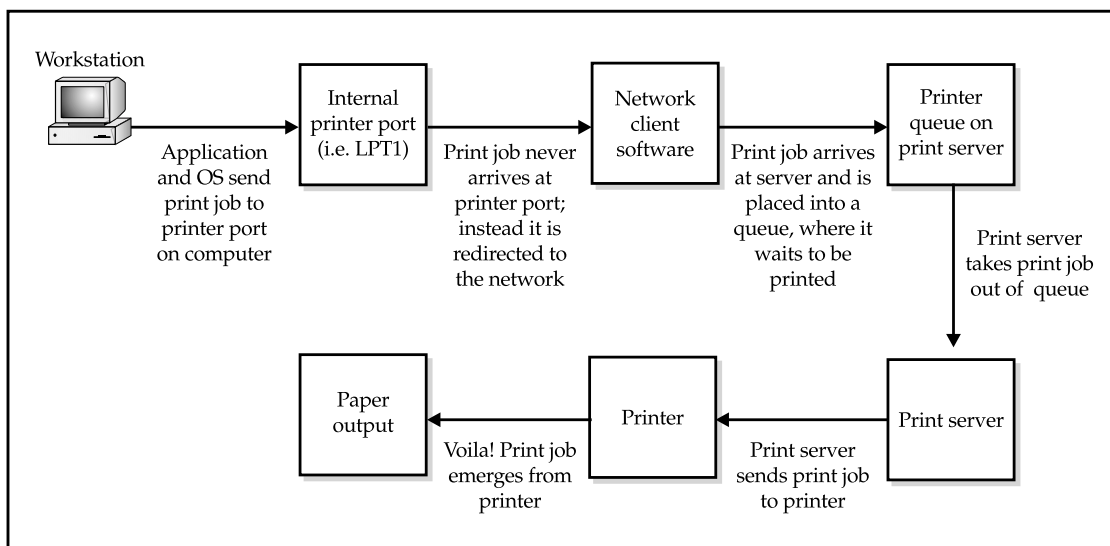 Workstation
Application
and OS send
print job to
printer port
on computer
Internal
printer port
(i.e. LPT1)
Print job never
arrives at
printer port;
instead it is
redirected to
the network
Network
client
software
Print job arrives
at server and is
placed into a
queue, where it
waits to be
printed
Printer
queue on
print server
Print server
takes print job
out of queue
Print server
Print server
sends print job
to printer
Printer
Voila! Print job
emerges from
printer
Paper
output